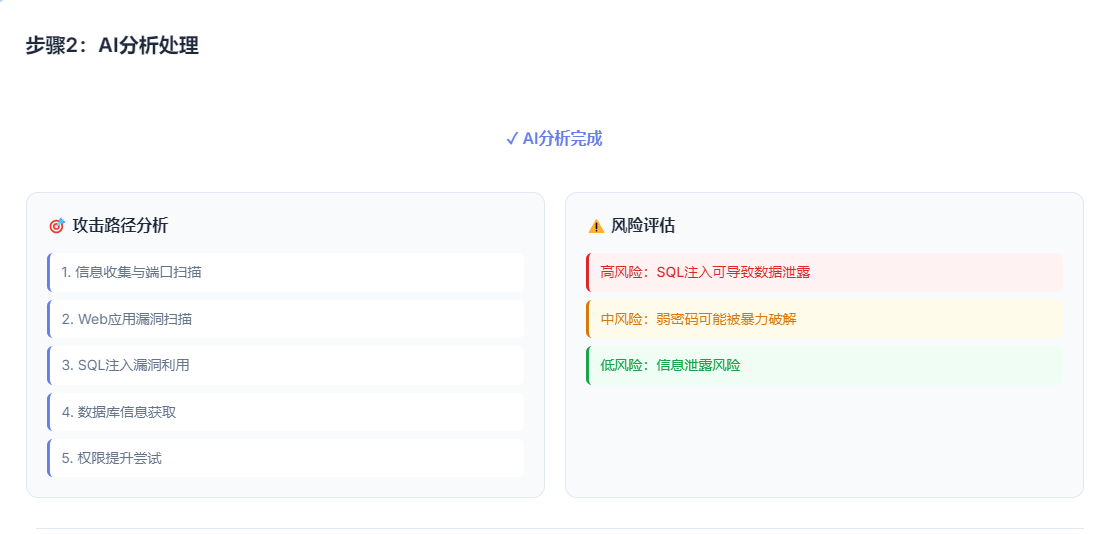 步骤2：AI分析处理
✓ AI分析完成
🎯 攻击路径分析
1. 信息收集与端口扫描
2. Web应用漏洞扫描
3. SQL注入漏洞利用
4. 数据库信息获取
5. 权限提升尝试
⚠️ 风险评估
高风险：SQL注入可导致数据泄露
中风险：弱密码可能被暴力破解
低风险：信息泄露风险